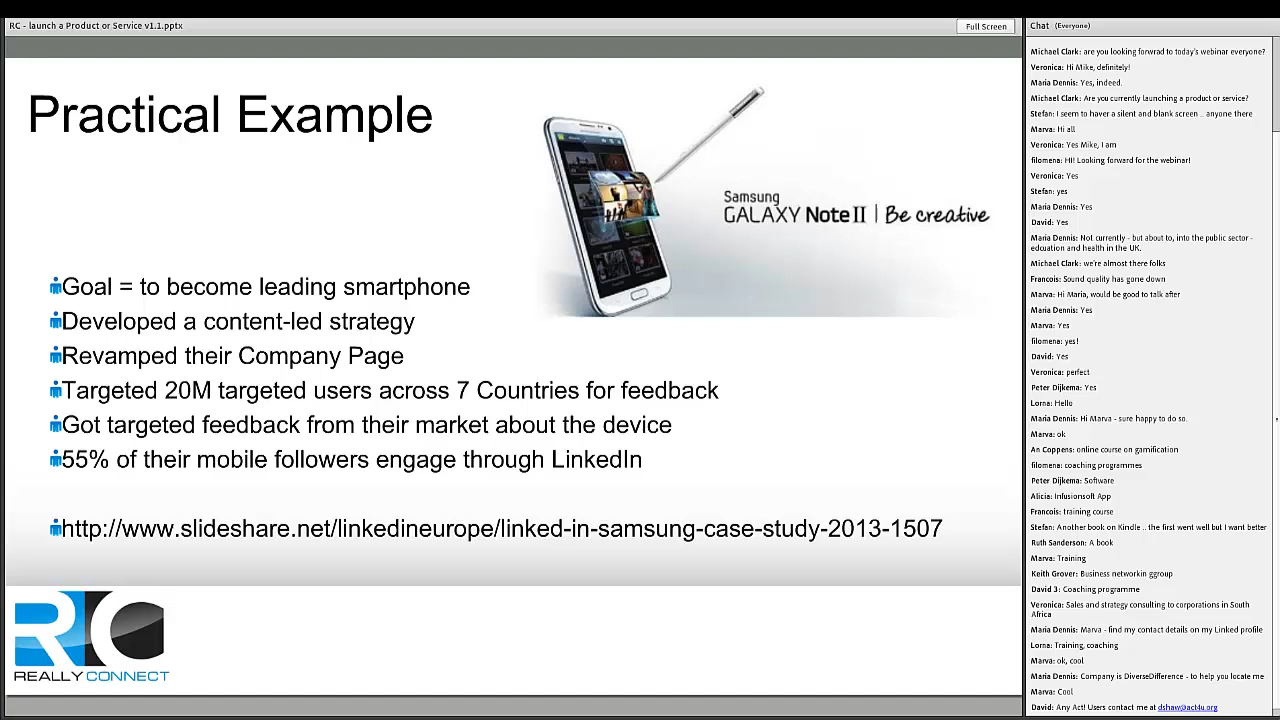 RC - launch a Product or Service v1.1.pptx
Full Screen
Practical Example
Samsung
GALAXY Note II | Be creative
Goal = to become leading smartphone
Developed a content-led strategy
Revamped their Company Page
Targeted 20M targeted users across 7 Countries for feedback
Got targeted feedback from their market about the device
55% of their mobile followers engage through LinkedIn
http://www.slideshare.net/linkedineurope/linked-in-samsung-case-study-2013-1507
RC
REALLYCONNECT
Chat (Everyone)
Michael Clark: are you looking forwrad to today's webinar everyone?
Veronica: Hi Mike, definitely!
Maria Dennis: Yes, indeed.
Michael Clark: Are you currently launching a product or service?
Stefan: I seem to haver a silent and blank screen .. anyone there
Marva: Hi all
Veronica: Yes Mike, I am
filomena: HI! Looking forward for the webinar!
Veronica: Yes
Stefan: yes
Maria Dennis: Yes
David: Yes
Maria Dennis: Not currently - but about to, into the public sector -
edcuation and health in the UK.
Michael Clark: we're almost there folks
Francois: Sound quality has gone down
Marva: Hi Maria, would be good to talk after
Maria Dennis: Yes
Marva: Yes
filomena: yes!
David: Yes
Veronica: perfect
Peter Dijkema: Yes
Lorna: Hello
Maria Dennis: Hi Marva - sure happy to do so.
Marva: ok
An Coppens: online course on gamification
filomena: coaching programmes
Peter Dijkema: Software
Alicia: Infusionsoft App
Francois: training course
Stefan: Another book on Kindle .. the first went well but I want better
Ruth Sanderson: A book
Marva: Training
Keith Grover: Business networkin ggroup
David 3: Coaching programme
Veronica: Sales and strategy consulting to corporations in South
Africa
Maria Dennis: Marva - find my contact details on my Linked profile
Lorna: Training, coaching
Marva: ok, cool
Maria Dennis: Company is DiverseDifference - to help you locate me
Marva: Cool
David: Any Act! Users contact me at dshaw@act4u.org